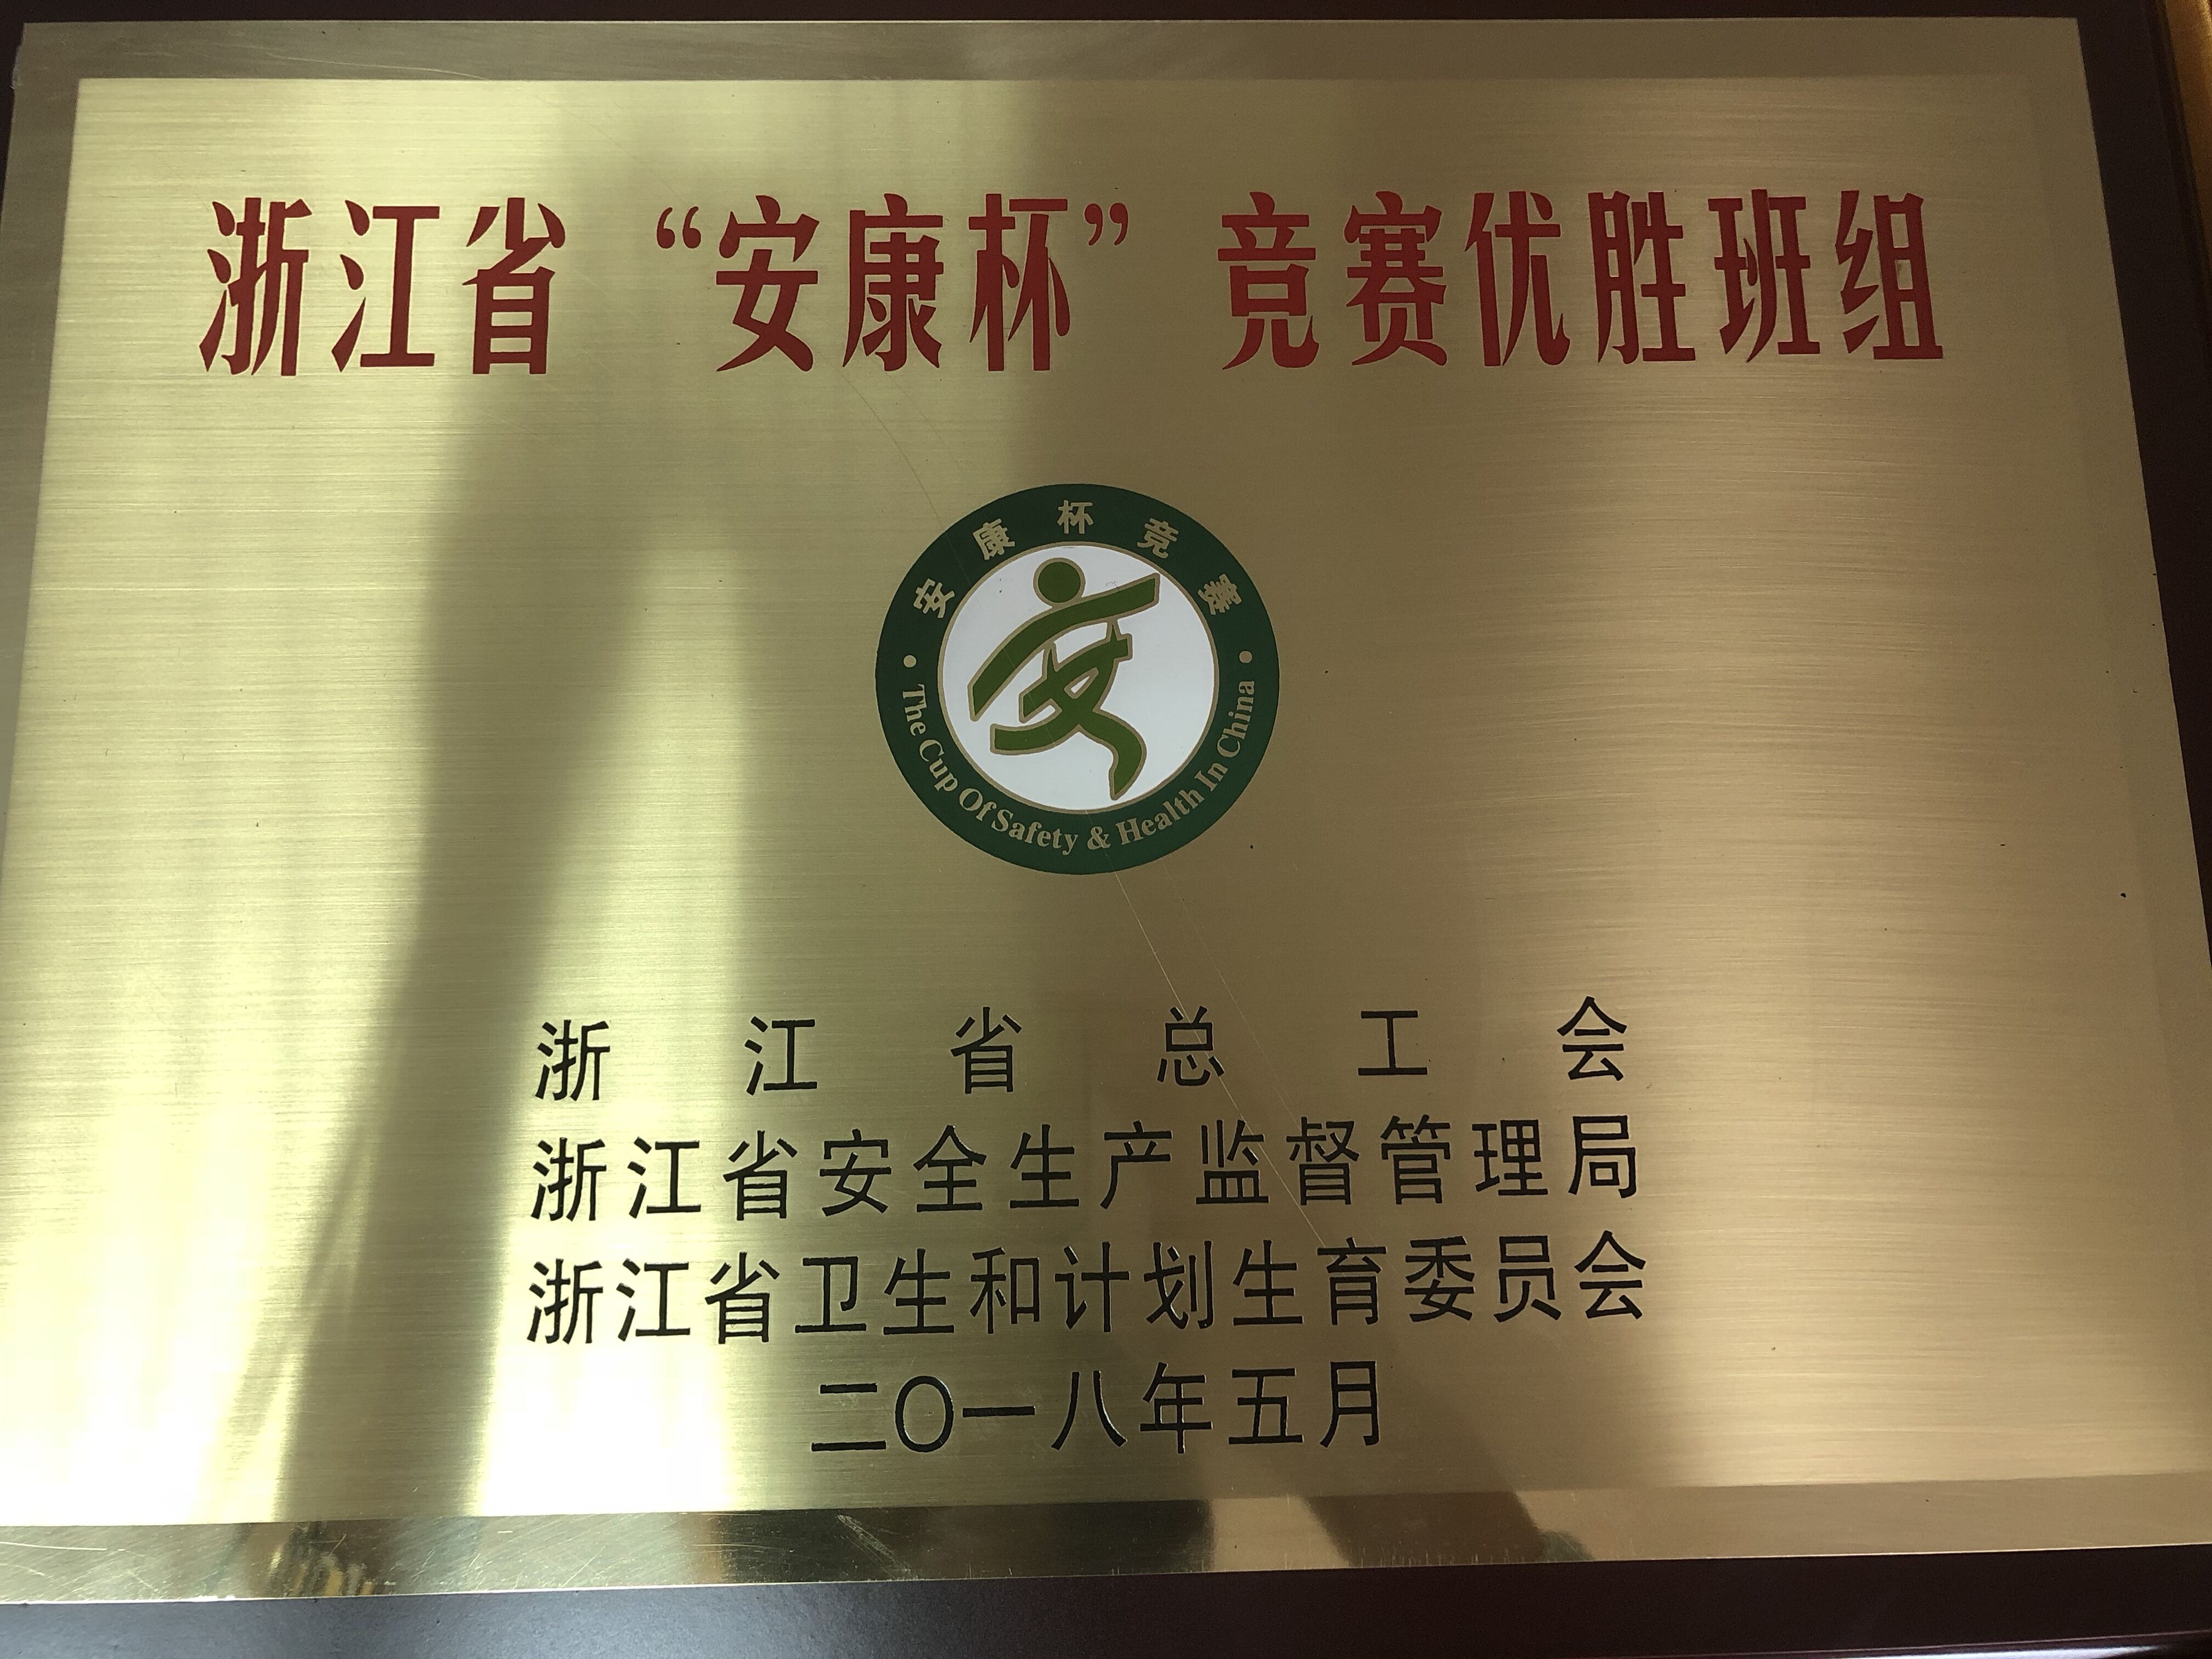 浙江省“安康杯”竞赛优胜班组
安康杯竞赛
The Cup Of Safety & Health In China
浙江省总工会
浙江省安全生产监督管理局
浙江省卫生和计划生育委员会
二〇一八年五月